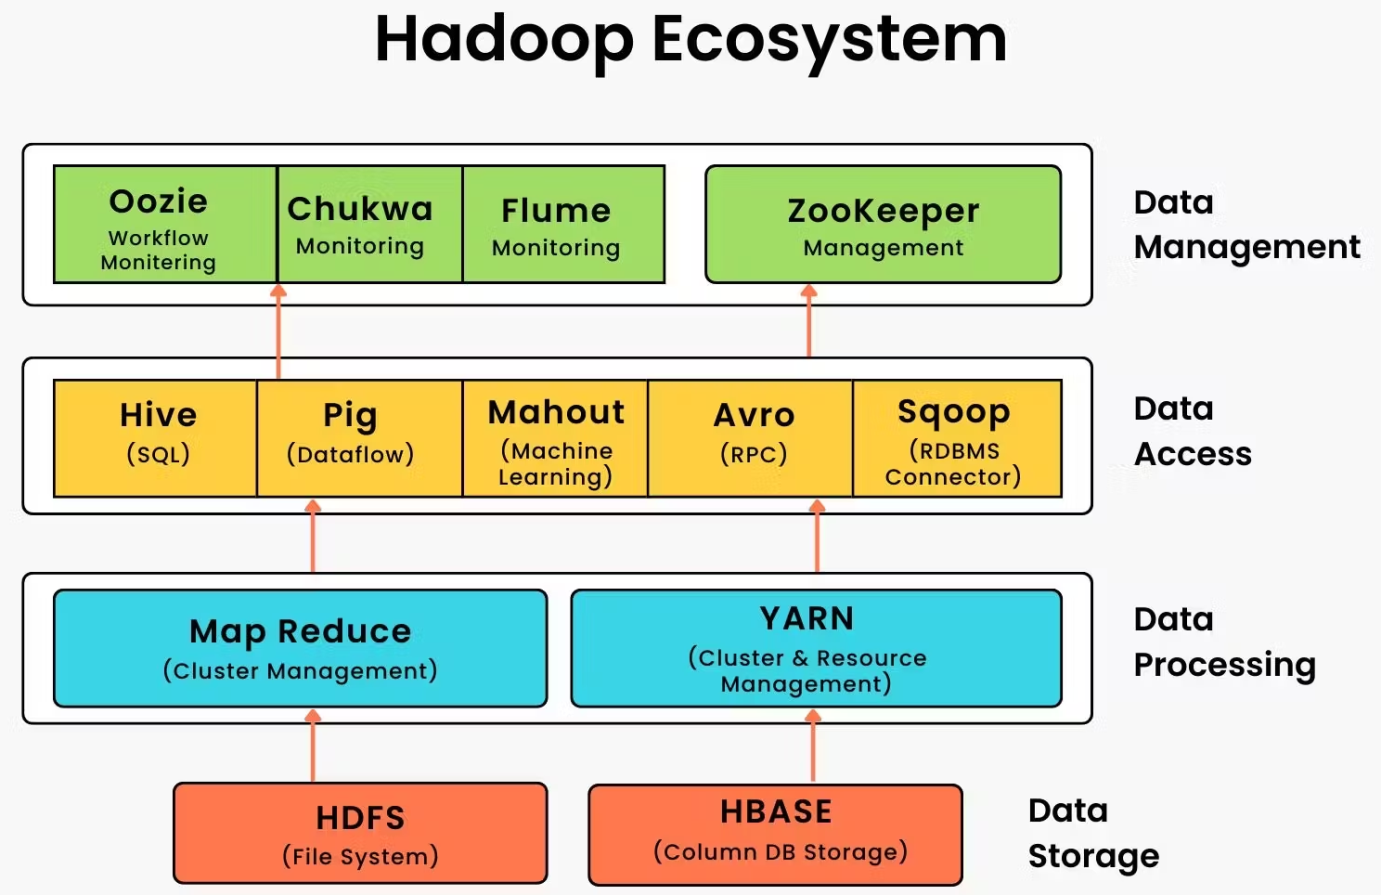 Hadoop Ecosystem
Oozie
Workflow
Monitering
Chukwa
Monitoring
Flume
Monitoring
ZooKeeper
Management
Data
Management
Hive
(SQL)
Pig
(Dataflow)
Mahout
(Machine
Learning)
Avro
(RPC)
Sqoop
(RDBMS
Connector)
Data
Access
Map Reduce
(Cluster Management)
YARN
(Cluster & Resource
Management)
Data
Processing
HDFS
(File System)
HBASE
(Column DB Storage)
Data
Storage